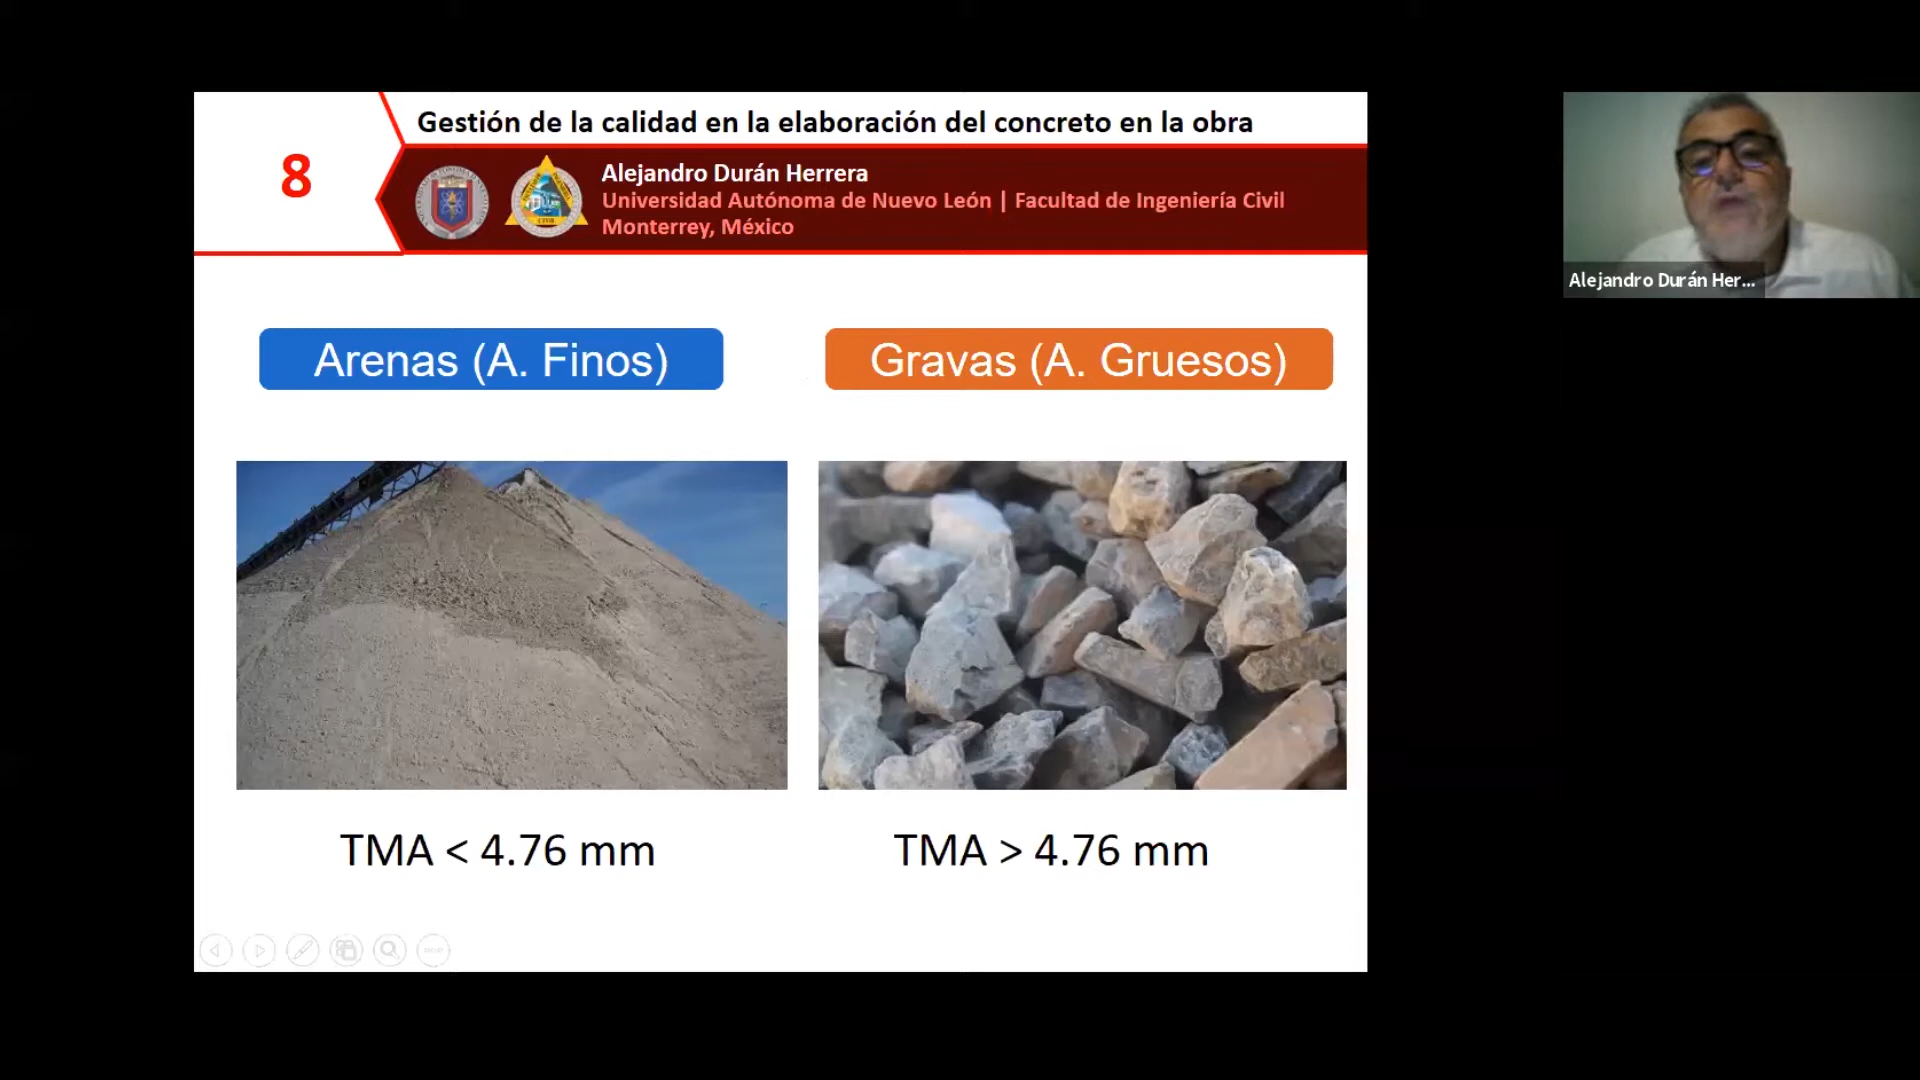 8
Gestión de la calidad en la elaboración del concreto en la obra
Alejandro Durán Herrera
Universidad Autónoma de Nuevo León | Facultad de Ingeniería Civil
Monterrey, México
Alejandro Durán Her...
Arenas (A. Finos)
Gravas (A. Gruesos)
TMA < 4.76 mm
TMA > 4.76 mm